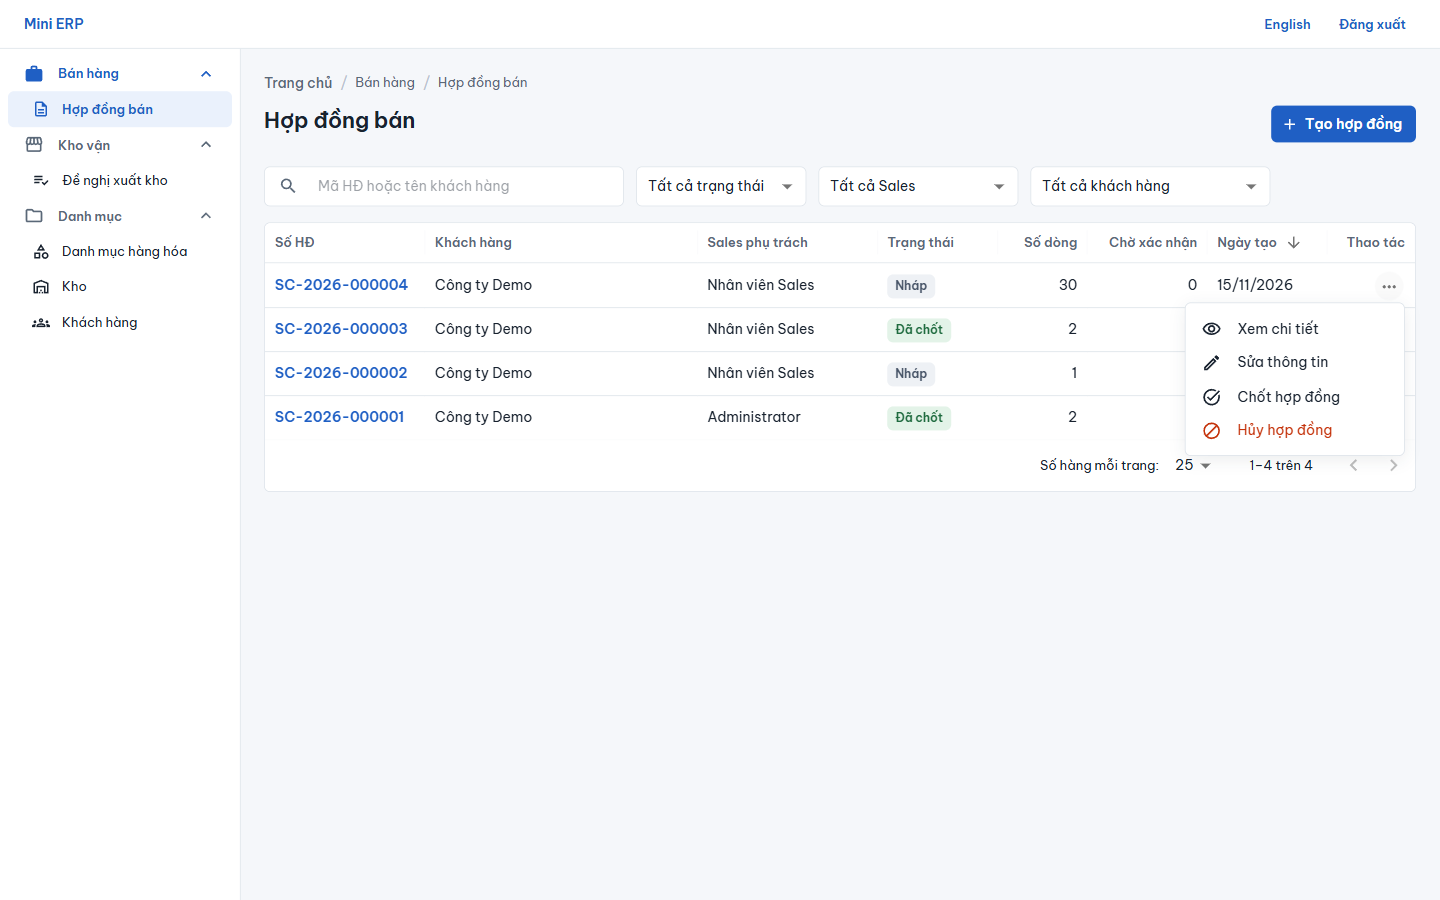 Mini ERP
English
Đăng xuất
Bán hàng
Hợp đồng bán
Kho vận
Đề nghị xuất kho
Danh mục
Danh mục hàng hóa
Kho
Khách hàng
Trang chủ / Bán hàng / Hợp đồng bán
Hợp đồng bán
+ Tạo hợp đồng
Mã HĐ hoặc tên khách hàng
Tất cả trạng thái
Tất cả Sales
Tất cả khách hàng
Số HĐ Khách hàng Sales phụ trách Trạng thái Số dòng Chờ xác nhận Ngày tạo Thao tác
SC-2026-000004 Công ty Demo Nhân viên Sales Nháp 30 0 15/11/2026
SC-2026-000003 Công ty Demo Nhân viên Sales Đã chốt 2
SC-2026-000002 Công ty Demo Nhân viên Sales Nháp 1
SC-2026-000001 Công ty Demo Administrator Đã chốt 2
Xem chi tiết
Sửa thông tin
Chốt hợp đồng
Hủy hợp đồng
Số hàng mỗi trang: 25 1–4 trên 4